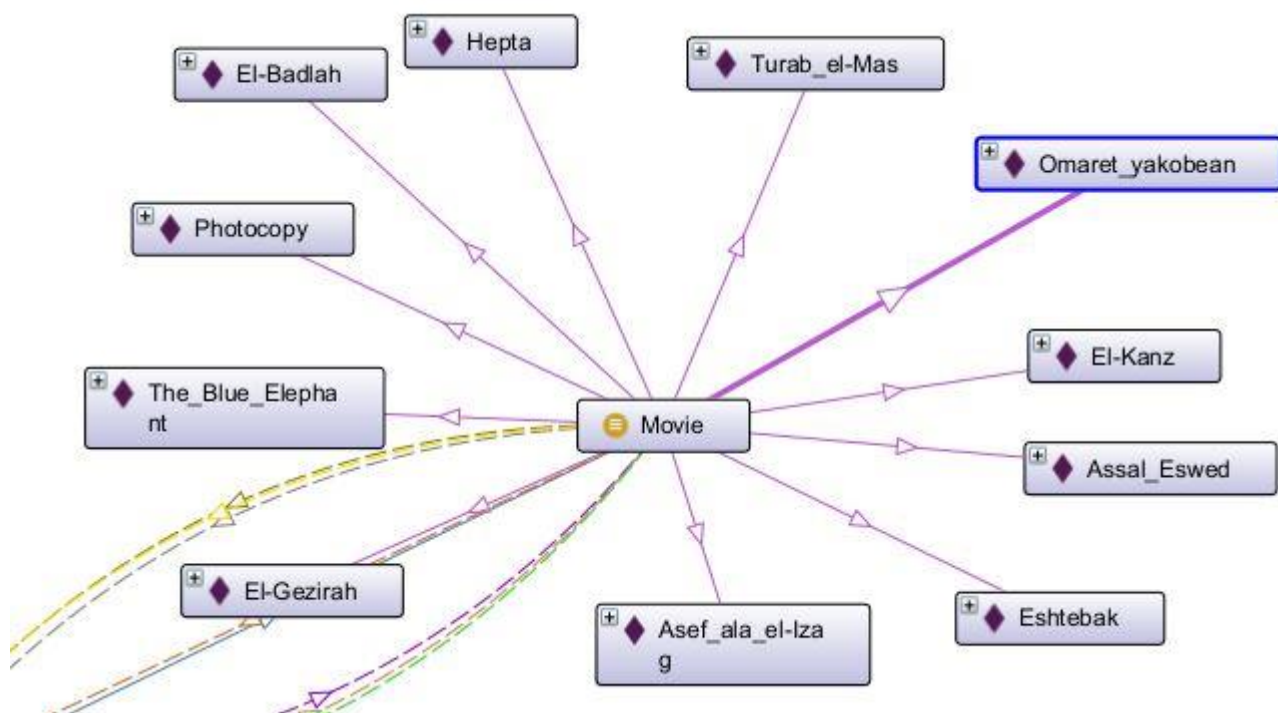 Hepta
El-Badlah
Turab_el-Mas
Omaret_yakobean
Photocopy
El-Kanz
The_Blue_Elepha
nt
Movie
Assal_Eswed
El-Gezirah
Asef_ala_el-Iza
g
Eshtebak